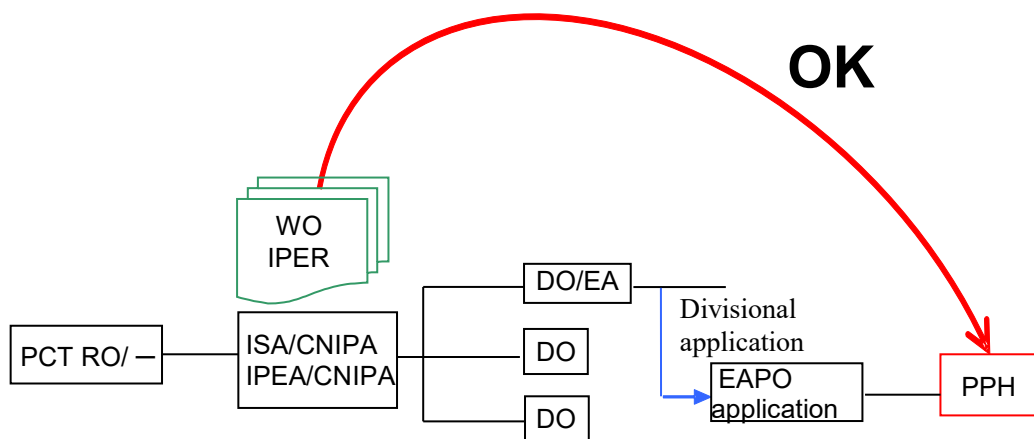 OK
WO
IPER
DO/EA
Divisional
application
PCT RO/ —
ISA/CNIPA
IPEA/CNIPA
DO
EAPO
application
PPH
DO